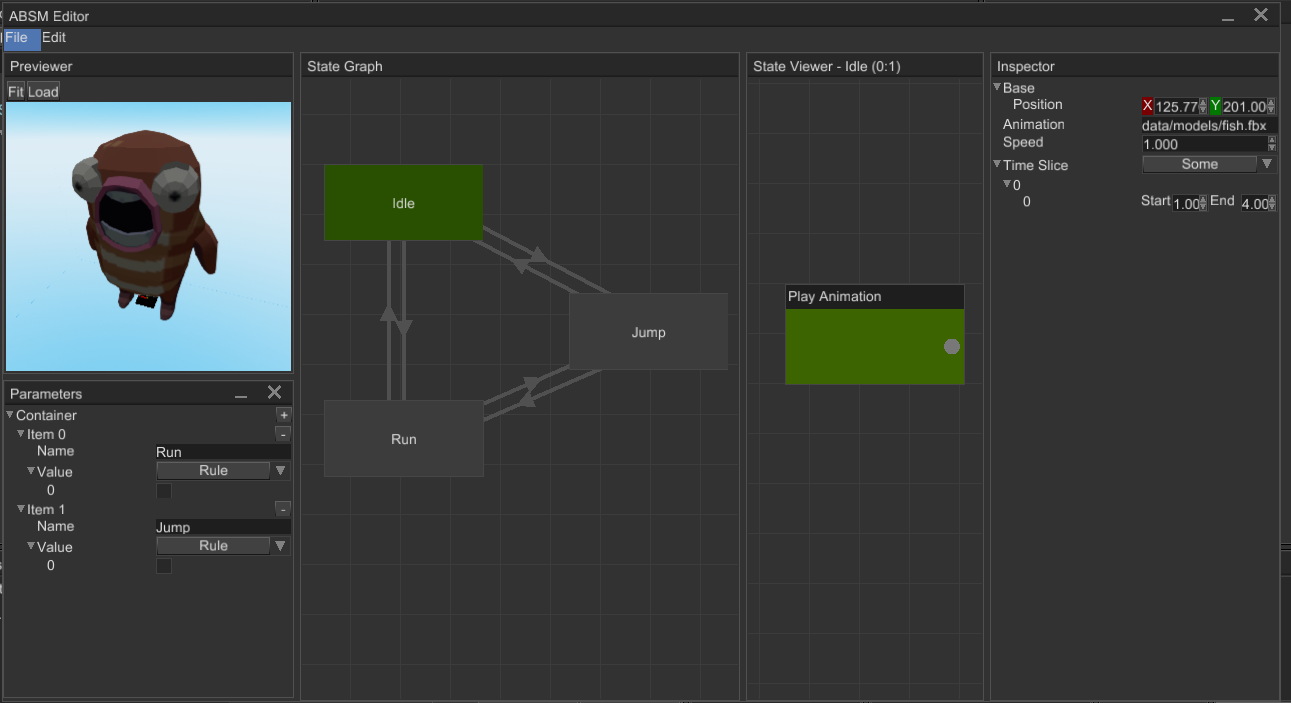 ABSM Editor
File Edit
Previewer
Fit Load
Parameters
Container +
Item 0 -
Name Run
Value Rule
0
Item 1 -
Name Jump
Value Rule
0
State Graph
Idle
Jump
Run
State Viewer - Idle (0:1)
Play Animation
Inspector
Base
Position X 125.77 Y 201.00
Animation data/models/fish.fbx
Speed 1.000
Time Slice Some
0
0 Start 1.00 End 4.00